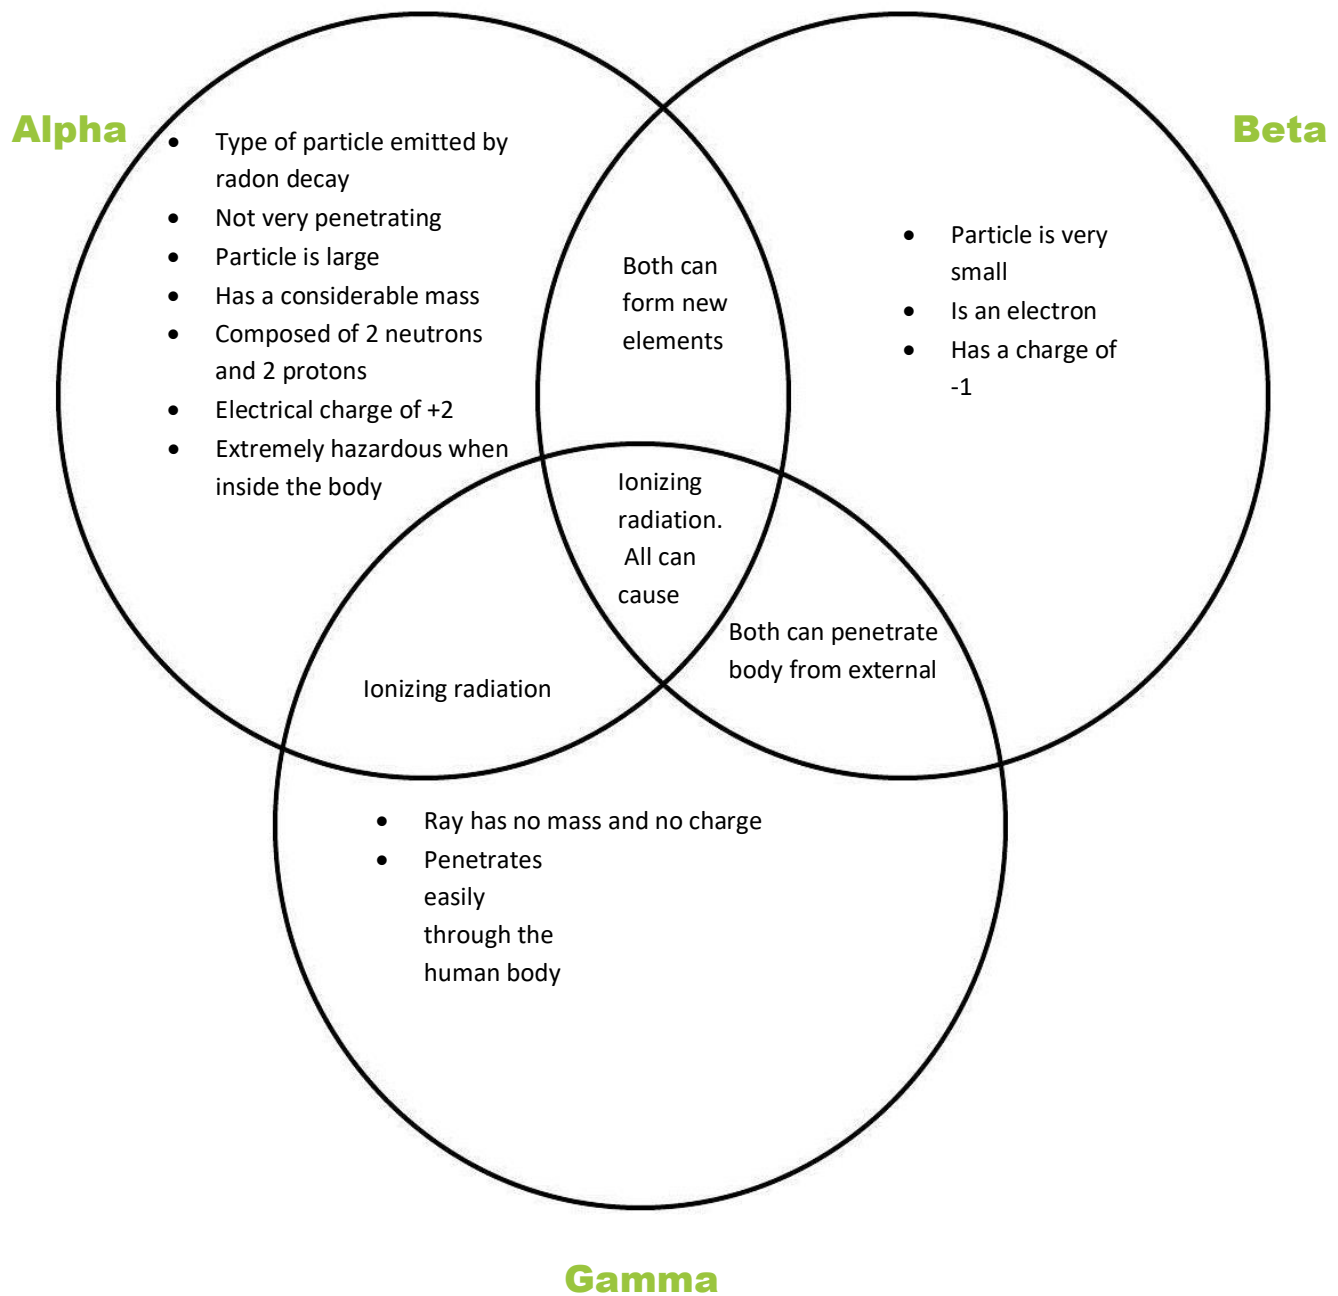 Alpha
Beta
• Type of particle emitted by
radon decay
• Not very penetrating
• Particle is large
• Has a considerable mass
• Composed of 2 neutrons
and 2 protons
• Electrical charge of +2
• Extremely hazardous when
inside the body
Both can
form new
elements
• Particle is very
small
• Is an electron
• Has a charge of
-1
Ionizing
radiation.
All can
cause
Both can penetrate
body from external
Ionizing radiation
• Ray has no mass and no charge
• Penetrates
easily
through the
human body
Gamma